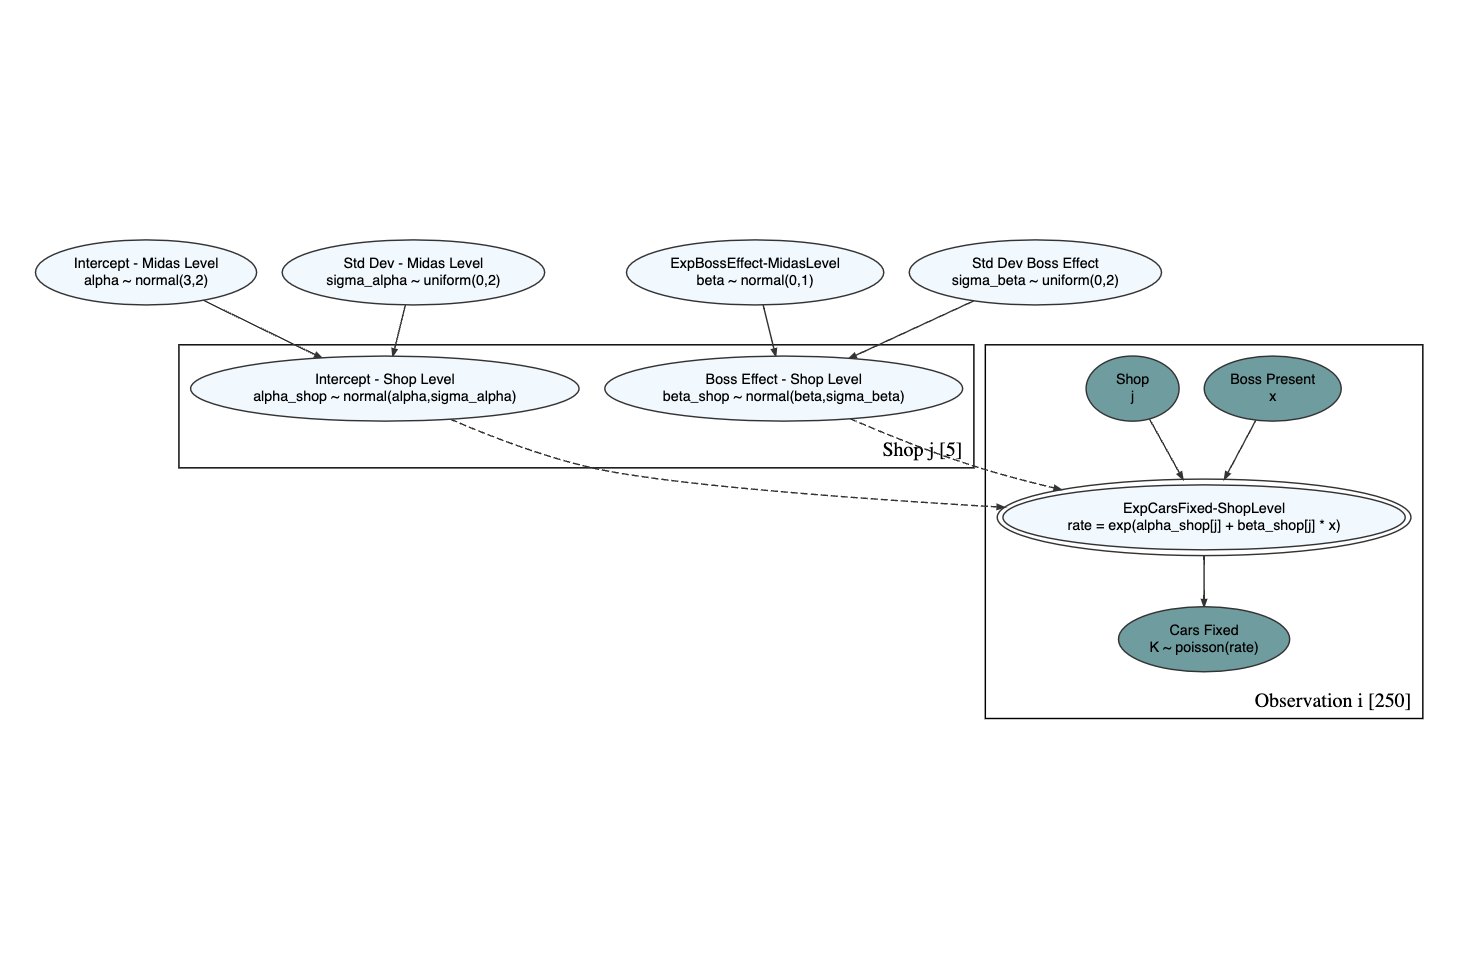 Intercept - Midas Level
alpha ~ normal(3,2)
Std Dev - Midas Level
sigma_alpha ~ uniform(0,2)
ExpBossEffect-MidasLevel
beta ~ normal(0,1)
Std Dev Boss Effect
sigma_beta ~ uniform(0,2)
Intercept - Shop Level
alpha_shop ~ normal(alpha,sigma_alpha)
Boss Effect - Shop Level
beta_shop ~ normal(beta,sigma_beta)
Shop j [5]
Shop
j
Boss Present
x
ExpCarsFixed-ShopLevel
rate = exp(alpha_shop[j] + beta_shop[j] * x)
Cars Fixed
K ~ poisson(rate)
Observation i [250]